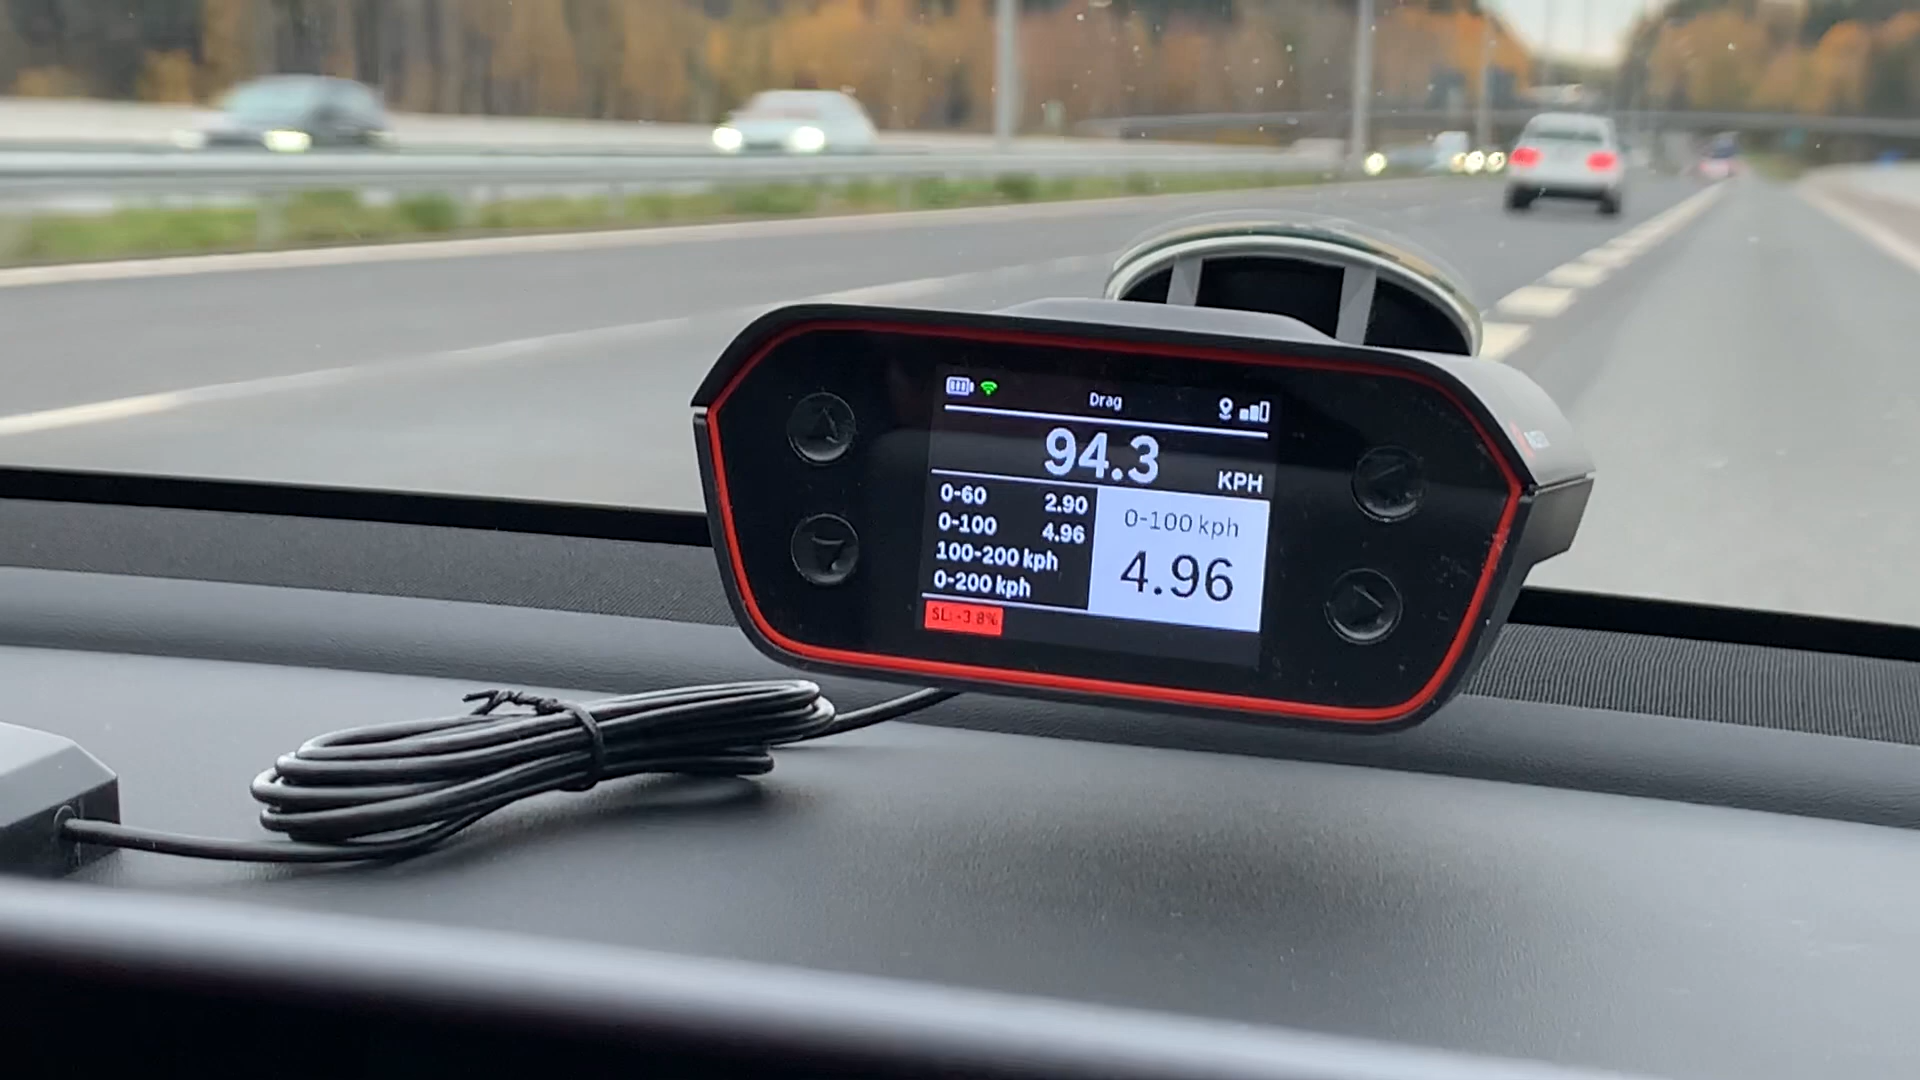 Drag
94.3 KPH
0-60 2.90
0-100 4.96
100-200 kph
0-200 kph
0-100 kph
4.96
SL: -3.8%